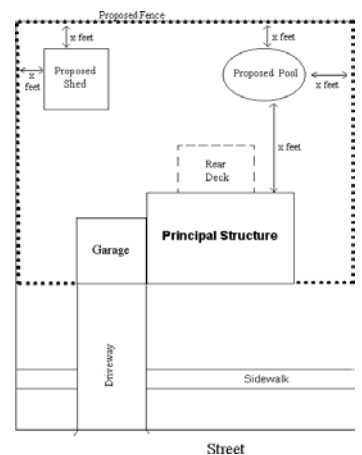 Proposed Fence
x feet
x feet
x
feet
Proposed
Shed
Proposed Pool
x
feet
x feet
Rear
Deck
Garage
Principal Structure
Driveway
Sidewalk
Street